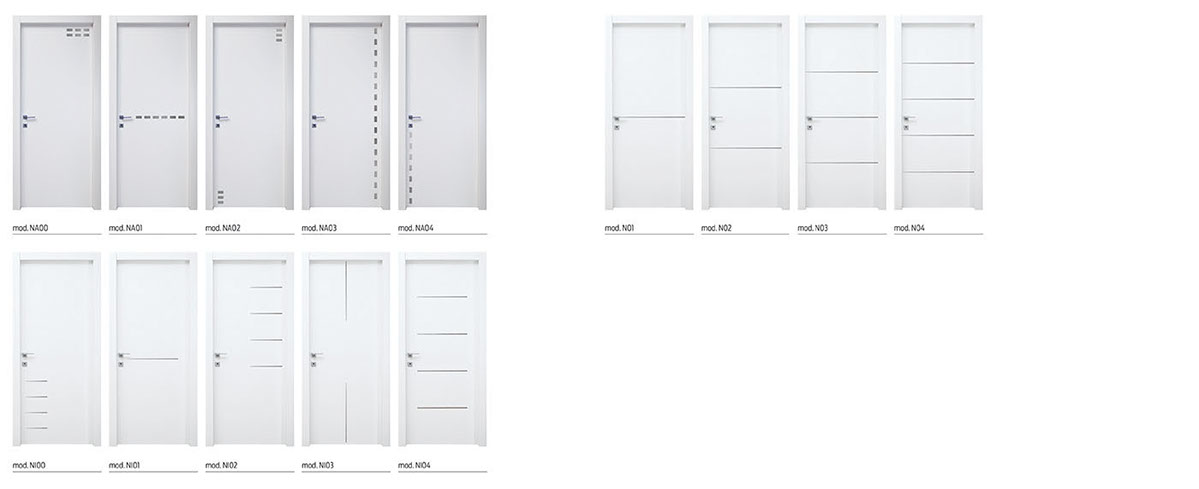 mod. NA00
mod. NA01
mod. NA02
mod. NA03
mod. NA04
mod. N01
mod. N02
mod. N03
mod. N04
mod. NI00
mod. NI01
mod. NI02
mod. NI03
mod. NI04